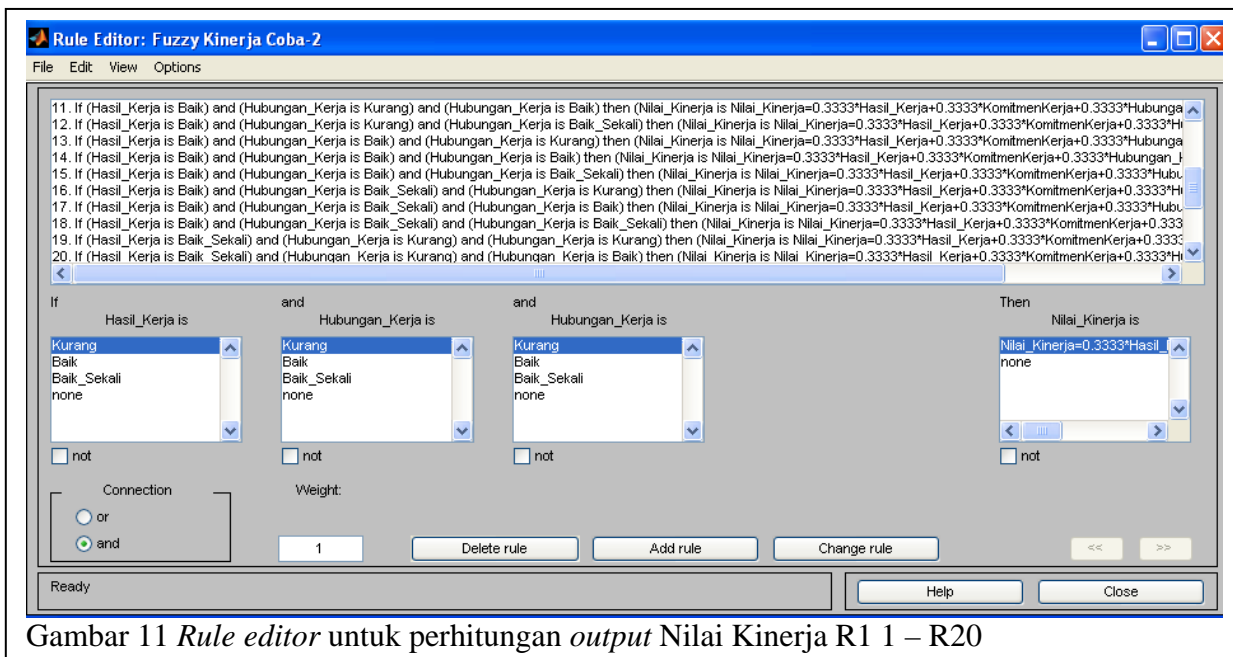 Rule Editor: Fuzzy Kinerja Coba-2
File Edit View Options
11. If (Hasil_Kerja is Baik) and (Hubungan_Kerja is Kurang) and (Hubungan_Kerja is Baik) then (Nilai_Kinerja is Nilai_Kinerja=0.3333*Hasil_Kerja+0.3333*KomitmenKerja+0.3333*Hubunga
12. If (Hasil_Kerja is Baik) and (Hubungan_Kerja is Kurang) and (Hubungan_Kerja is Baik_Sekali) then (Nilai_Kinerja is Nilai_Kinerja=0.3333*Hasil_Kerja+0.3333*KomitmenKerja+0.3333*H
13. If (Hasil_Kerja is Baik) and (Hubungan_Kerja is Baik) and (Hubungan_Kerja is Kurang) then (Nilai_Kinerja is Nilai_Kinerja=0.3333*Hasil_Kerja+0.3333*KomitmenKerja+0.3333*Hubunga
14. If (Hasil_Kerja is Baik) and (Hubungan_Kerja is Baik) and (Hubungan_Kerja is Baik) then (Nilai_Kinerja is Nilai_Kinerja=0.3333*Hasil_Kerja+0.3333*KomitmenKerja+0.3333*Hubungan_
15. If (Hasil_Kerja is Baik) and (Hubungan_Kerja is Baik) and (Hubungan_Kerja is Baik_Sekali) then (Nilai_Kinerja is Nilai_Kinerja=0.3333*Hasil_Kerja+0.3333*KomitmenKerja+0.3333*Hubu
16. If (Hasil_Kerja is Baik) and (Hubungan_Kerja is Baik_Sekali) and (Hubungan_Kerja is Kurang) then (Nilai_Kinerja is Nilai_Kinerja=0.3333*Hasil_Kerja+0.3333*KomitmenKerja+0.3333*H
17. If (Hasil_Kerja is Baik) and (Hubungan_Kerja is Baik_Sekali) and (Hubungan_Kerja is Baik) then (Nilai_Kinerja is Nilai_Kinerja=0.3333*Hasil_Kerja+0.3333*KomitmenKerja+0.3333*Hubu
18. If (Hasil_Kerja is Baik) and (Hubungan_Kerja is Baik_Sekali) and (Hubungan_Kerja is Baik_Sekali) then (Nilai_Kinerja is Nilai_Kinerja=0.3333*Hasil_Kerja+0.3333*KomitmenKerja+0.333
19. If (Hasil_Kerja is Baik_Sekali) and (Hubungan_Kerja is Kurang) and (Hubungan_Kerja is Kurang) then (Nilai_Kinerja is Nilai_Kinerja=0.3333*Hasil_Kerja+0.3333*KomitmenKerja+0.3333
20. If (Hasil_Kerja is Baik_Sekali) and (Hubungan_Kerja is Kurang) and (Hubungan_Kerja is Baik) then (Nilai_Kinerja is Nilai_Kinerja=0.3333*Hasil_Kerja+0.3333*KomitmenKerja+0.3333*H
If and and Then
Hasil_Kerja is Hubungan_Kerja is Hubungan_Kerja is Nilai_Kinerja is
Kurang Kurang Kurang Nilai_Kinerja=0.3333*Hasil_
Baik Baik Baik none
Baik_Sekali Baik_Sekali Baik_Sekali
none none none
not not not not
Connection Weight:
or
and 1 Delete rule Add rule Change rule << >>
Ready Help Close
Gambar 11 Rule editor untuk perhitungan output Nilai Kinerja R1 1 – R20